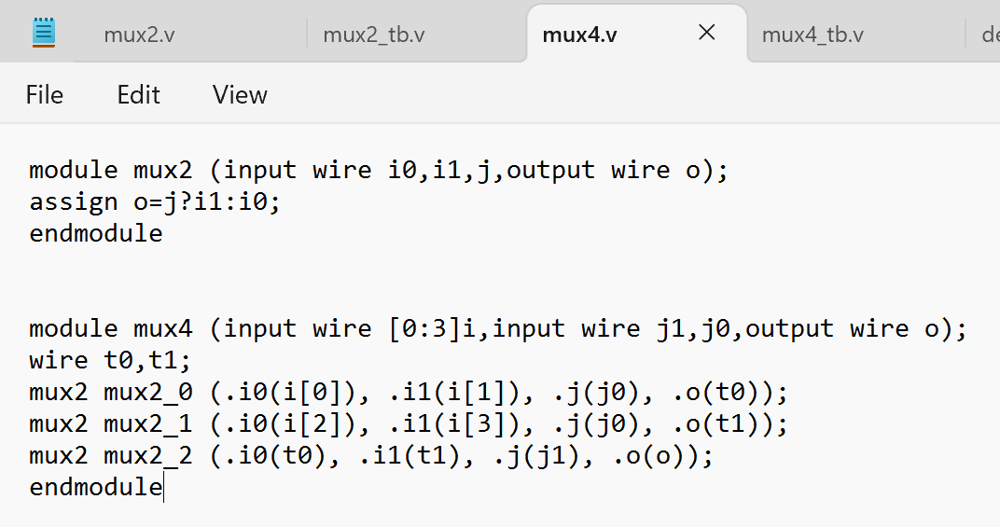 mux2.v mux2_tb.v mux4.v mux4_tb.v de
File Edit View
module mux2 (input wire i0,i1,j,output wire o);
assign o=j?i1:i0;
endmodule
module mux4 (input wire [0:3]i,input wire j1,j0,output wire o);
wire t0,t1;
mux2 mux2_0 (.i0(i[0]), .i1(i[1]), .j(j0), .o(t0));
mux2 mux2_1 (.i0(i[2]), .i1(i[3]), .j(j0), .o(t1));
mux2 mux2_2 (.i0(t0), .i1(t1), .j(j1), .o(o));
endmodule